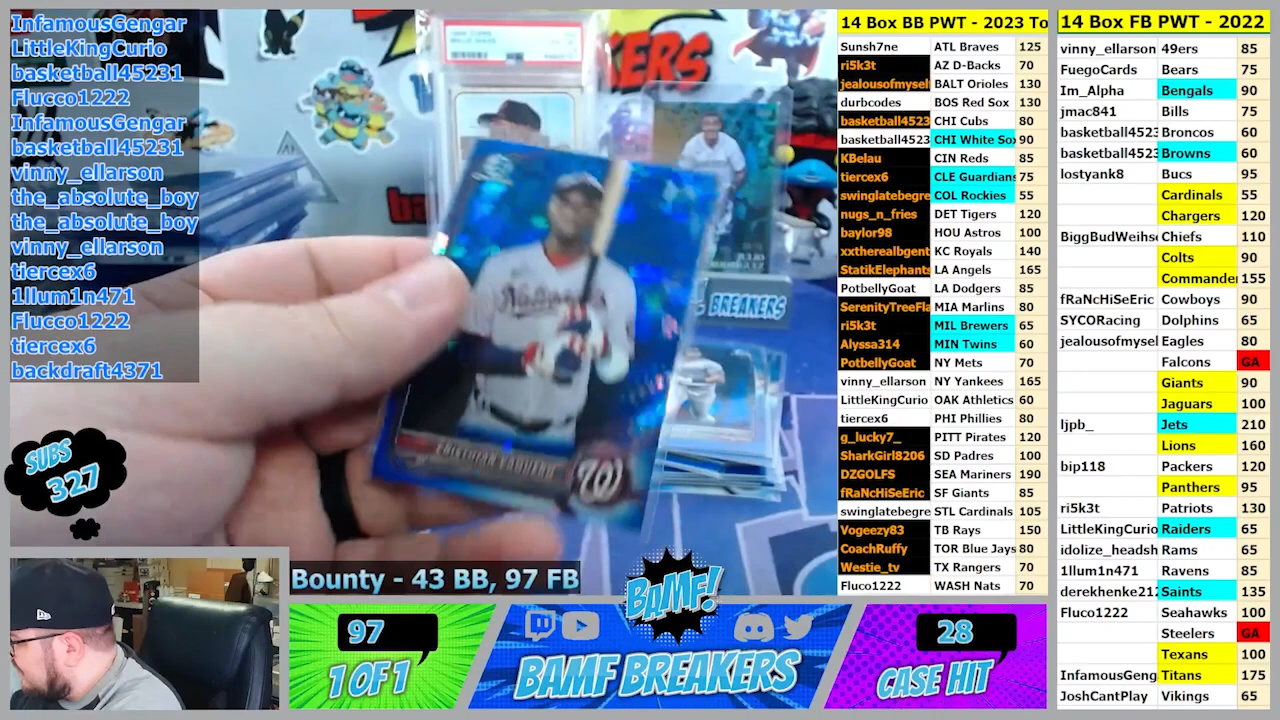 InfamousGengar
LittleKingCurio
basketball45231
Flucco1222
InfamousGengar
basketball45231
vinny_ellarson
the_absolute_boy
the_absolute_boy
vinny_ellarson
tiercex6
1llum1n471
Flucco1222
tiercex6
backdraft4371
SUBS
327
KERS
BREAKERS
Nationals
W
Bounty - 43 BB, 97 FB
97
1 OF 1
BAMF!
BAMF BREAKERS
28
CASE HIT
14 Box BB PWT - 2023 To
Sunsh7ne ATL Braves 125
ri5k3t AZ D-Backs 70
jealousofmysel BALT Orioles 130
durbcodes BOS Red Sox 130
basketball4523 CHI Cubs 80
basketball4523 CHI White Sox 90
KBelau CIN Reds 85
tiercex6 CLE Guardians 75
swinglatebegre COL Rockies 55
nugs_n_fries DET Tigers 120
baylor98 HOU Astros 100
xxtherealbgent KC Royals 140
StatikElephants LA Angels 165
PotbellyGoat LA Dodgers 85
SerenityTreeFla MIA Marlins 80
ri5k3t MIL Brewers 65
Alyssa314 MIN Twins 60
PotbellyGoat NY Mets 70
vinny_ellarson NY Yankees 165
LittleKingCurio OAK Athletics 60
tiercex6 PHI Phillies 80
g_lucky7_ PITT Pirates 120
SharkGirl8206 SD Padres 100
DZGOLFS SEA Mariners 190
fRaNcHiSeEric SF Giants 85
swinglatebegre STL Cardinals 105
Vogeezy83 TB Rays 150
CoachRuffy TOR Blue Jays 80
Westie_tv TX Rangers 70
Fluco1222 WASH Nats 70
14 Box FB PWT - 2022
vinny_ellarson 49ers 85
FuegoCards Bears 75
Im_Alpha Bengals 90
jmac841 Bills 75
basketball4523 Broncos 60
basketball4523 Browns 60
lostyank8 Bucs 95
Cardinals 55
Chargers 120
BiggBudWeihse Chiefs 110
Colts 90
Commander 155
fRaNcHiSeEric Cowboys 90
SYCORacing Dolphins 65
jealousofmysel Eagles 80
Falcons GA
Giants 90
Jaguars 100
ljpb_ Jets 210
Lions 160
bip118 Packers 120
Panthers 95
ri5k3t Patriots 130
LittleKingCurio Raiders 65
idolize_headsh Rams 65
1llum1n471 Ravens 85
derekhenke212 Saints 135
Fluco1222 Seahawks 100
Steelers GA
Texans 100
InfamousGeng Titans 175
JoshCantPlay Vikings 65